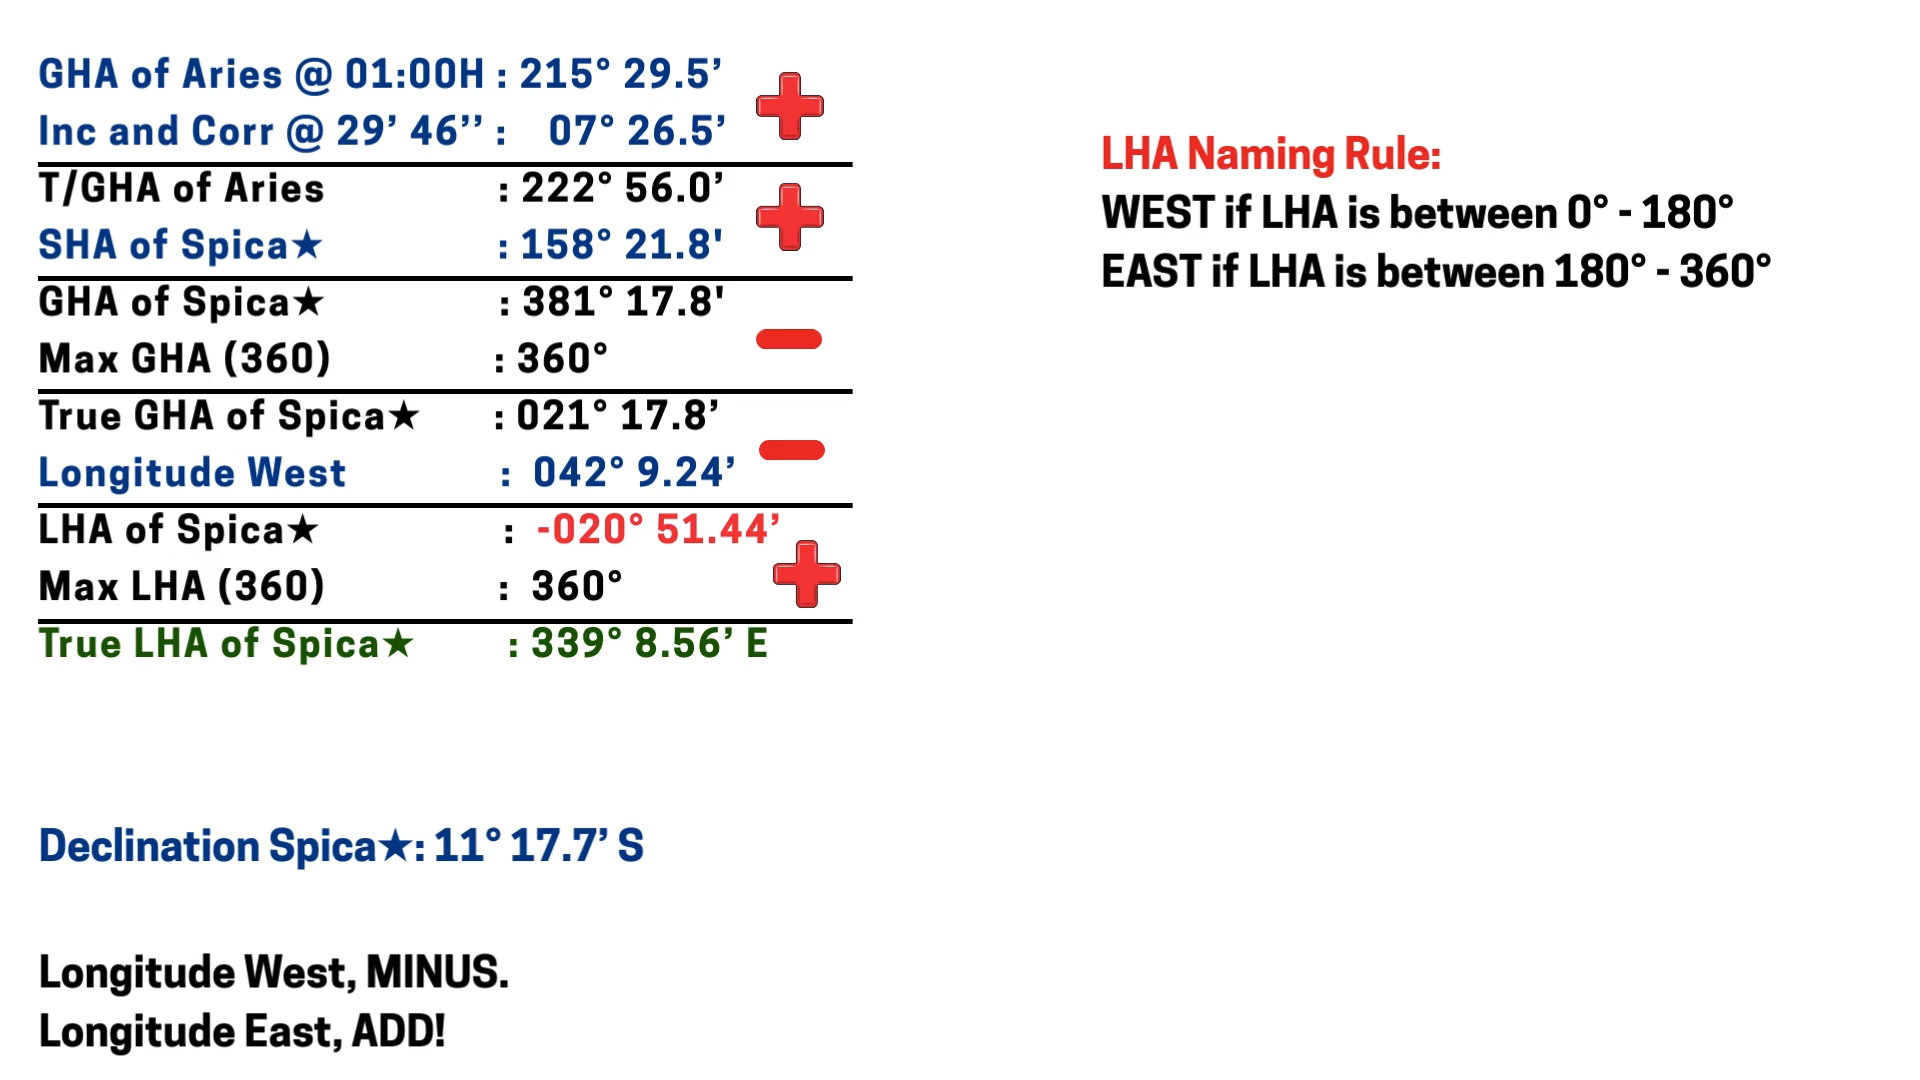 GHA of Aries @ 01:00H : 215° 29.5’
Inc and Corr @ 29’ 46’’ : 07° 26.5’
T/GHA of Aries : 222° 56.0’
SHA of Spica★ : 158° 21.8'
GHA of Spica★ : 381° 17.8'
Max GHA (360) : 360°
True GHA of Spica★ : 021° 17.8’
Longitude West : 042° 9.24’
LHA of Spica★ : -020° 51.44’
Max LHA (360) : 360°
True LHA of Spica★ : 339° 8.56’ E
Declination Spica★: 11° 17.7’ S
Longitude West, MINUS.
Longitude East, ADD!
LHA Naming Rule:
WEST if LHA is between 0° - 180°
EAST if LHA is between 180° - 360°